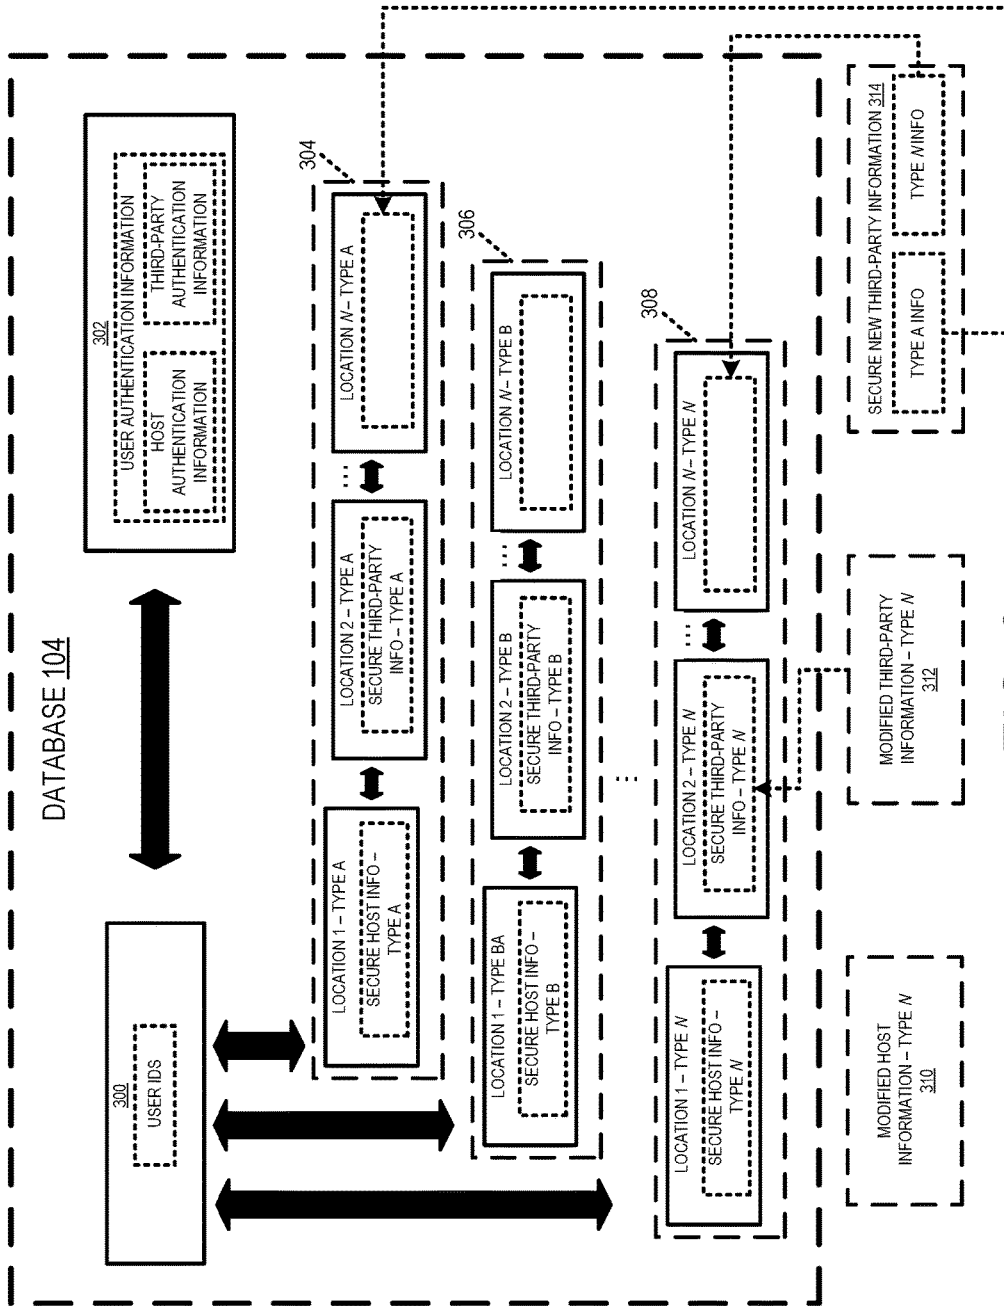 DATABASE 104
300
USER IDS
302
USER AUTHENTICATION INFORMATION
HOST
AUTHENTICATION
INFORMATION
THIRD-PARTY
AUTHENTICATION
INFORMATION
304
LOCATION 1 – TYPE A
SECURE HOST INFO –
TYPE A
LOCATION 2 – TYPE A
SECURE THIRD-PARTY
INFO – TYPE A
...
LOCATION N – TYPE A
306
LOCATION 1 – TYPE BA
SECURE HOST INFO –
TYPE B
LOCATION 2 – TYPE B
SECURE THIRD-PARTY
INFO – TYPE B
...
LOCATION N – TYPE B
...
308
LOCATION 1 – TYPE N
SECURE HOST INFO –
TYPE N
LOCATION 2 – TYPE N
SECURE THIRD-PARTY
INFO – TYPE N
...
LOCATION N – TYPE N
MODIFIED HOST
INFORMATION – TYPE N
310
MODIFIED THIRD-PARTY
INFORMATION – TYPE N
312
SECURE NEW THIRD-PARTY INFORMATION 314
TYPE A INFO
TYPE N INFO